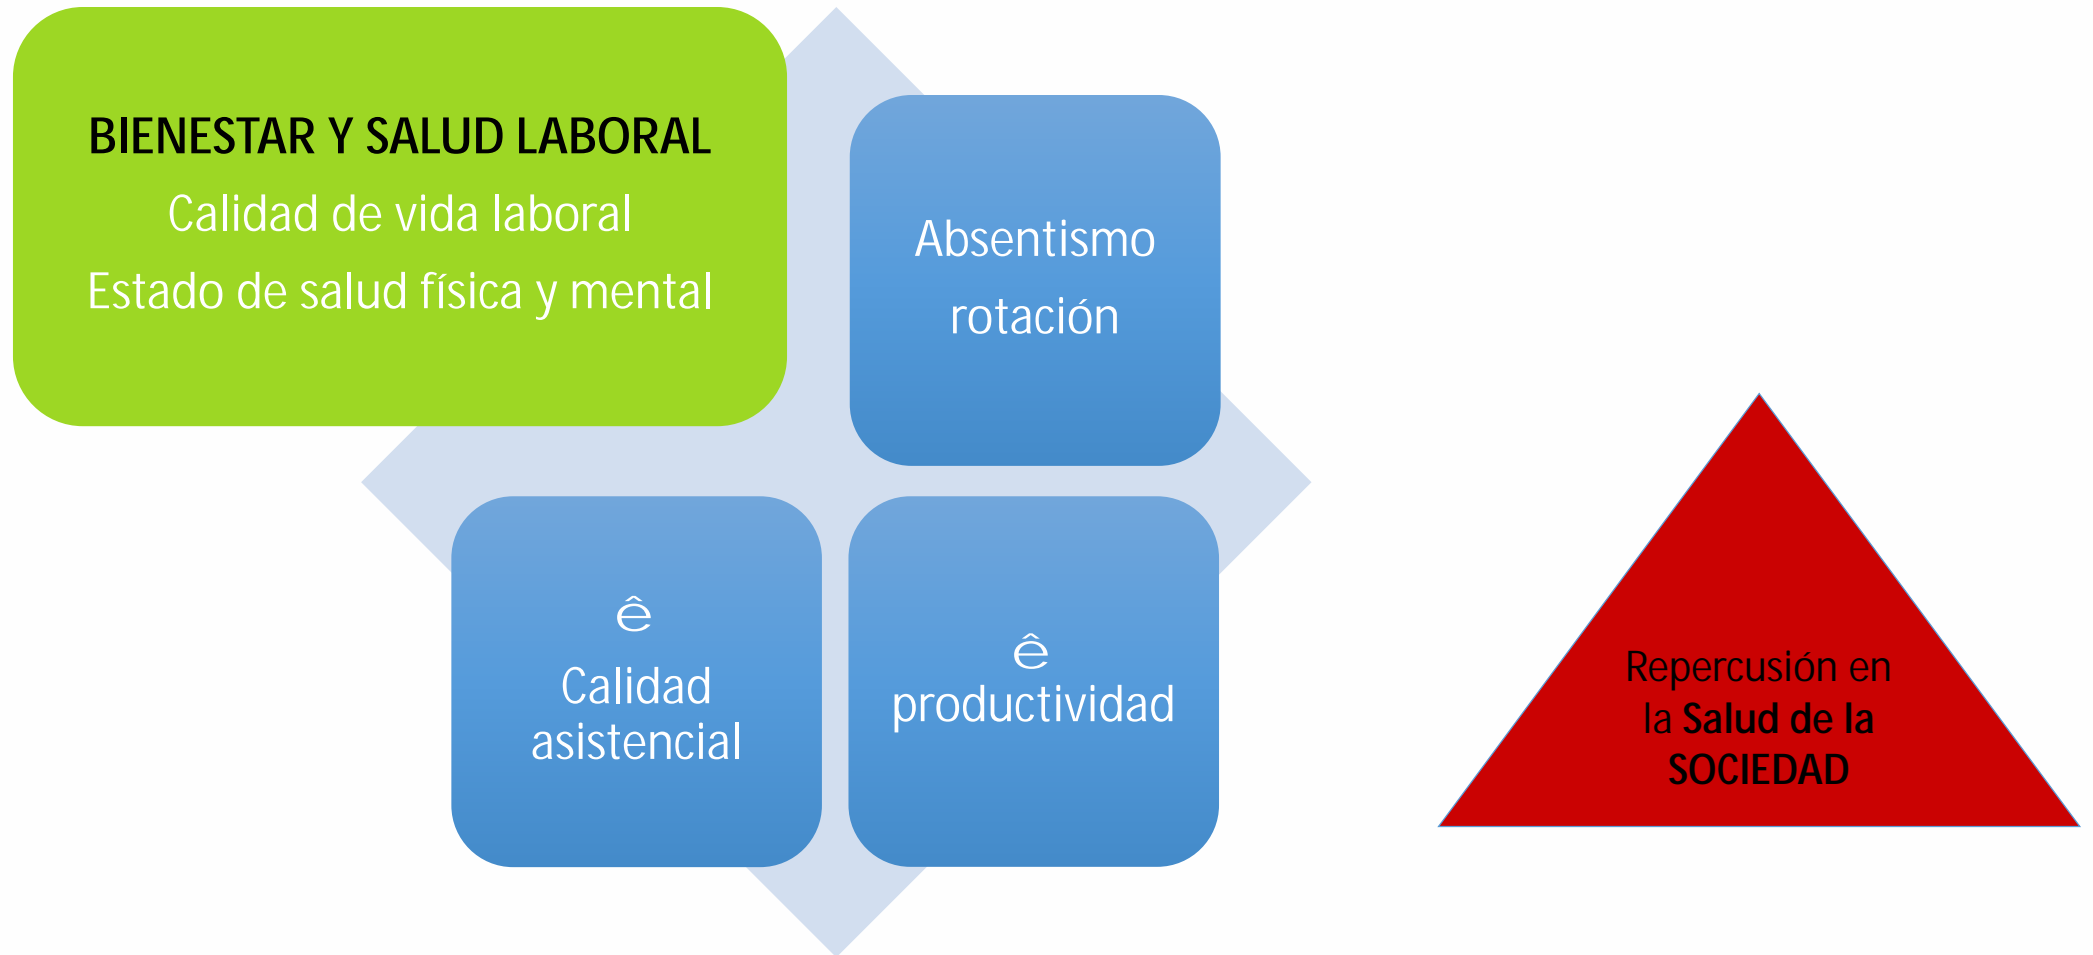 BIENESTAR Y SALUD LABORAL
Calidad de vida laboral
Estado de salud física y mental
Absentismo
rotación
ê
Calidad
asistencial
ê
productividad
Repercusión en
la Salud de la
SOCIEDAD